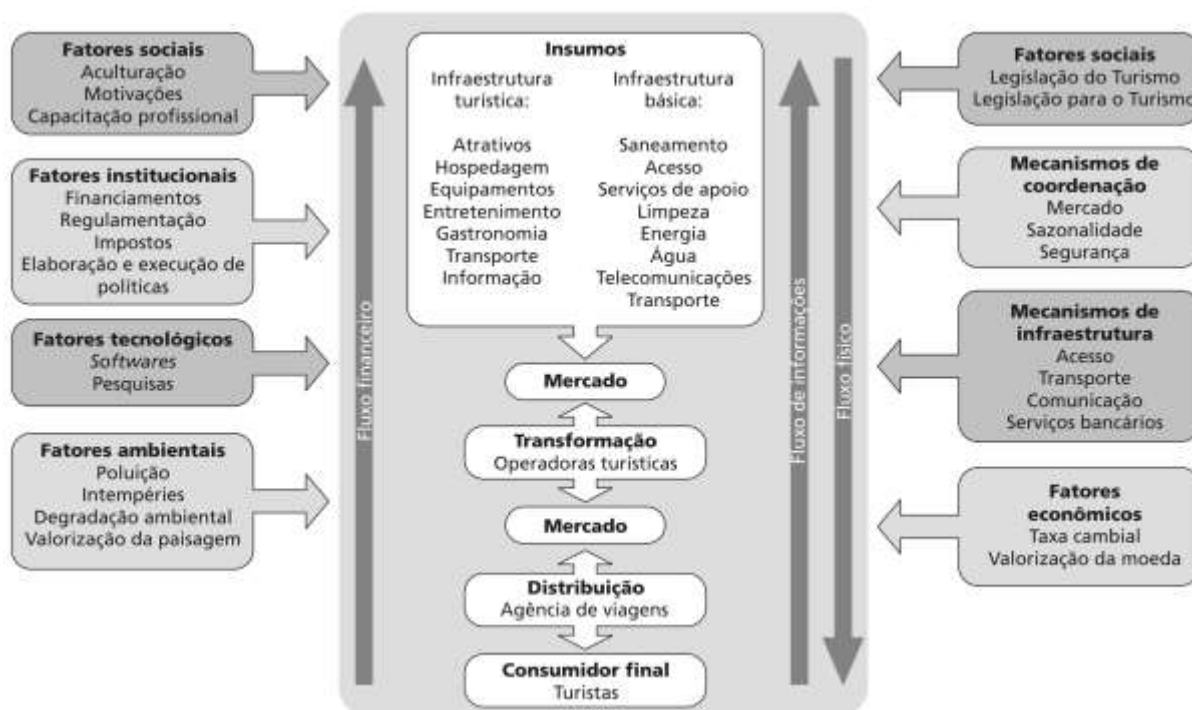 Fatores sociais
Aculturação
Motivações
Capacitação profissional
Fatores institucionais
Financiamentos
Regulamentação
Impostos
Elaboração e execução de
políticas
Fatores tecnológicos
Softwares
Pesquisas
Fatores ambientais
Poluição
Intempéries
Degradação ambiental
Valorização da paisagem
Fluxo financeiro
Insumos
Infraestrutura
turística:
Atrativos
Hospedagem
Equipamentos
Entretenimento
Gastronomia
Transporte
Informação
Infraestrutura
básica:
Saneamento
Acesso
Serviços de apoio
Limpeza
Energia
Água
Telecomunicações
Transporte
Mercado
Transformação
Operadoras turísticas
Mercado
Distribuição
Agência de viagens
Consumidor final
Turistas
Fluxo de informações
Fluxo físico
Fatores sociais
Legislação do Turismo
Legislação para o Turismo
Mecanismos de
coordenação
Mercado
Sazonalidade
Segurança
Mecanismos de
infraestrutura
Acesso
Transporte
Comunicação
Serviços bancários
Fatores
econômicos
Taxa cambial
Valorização da moeda